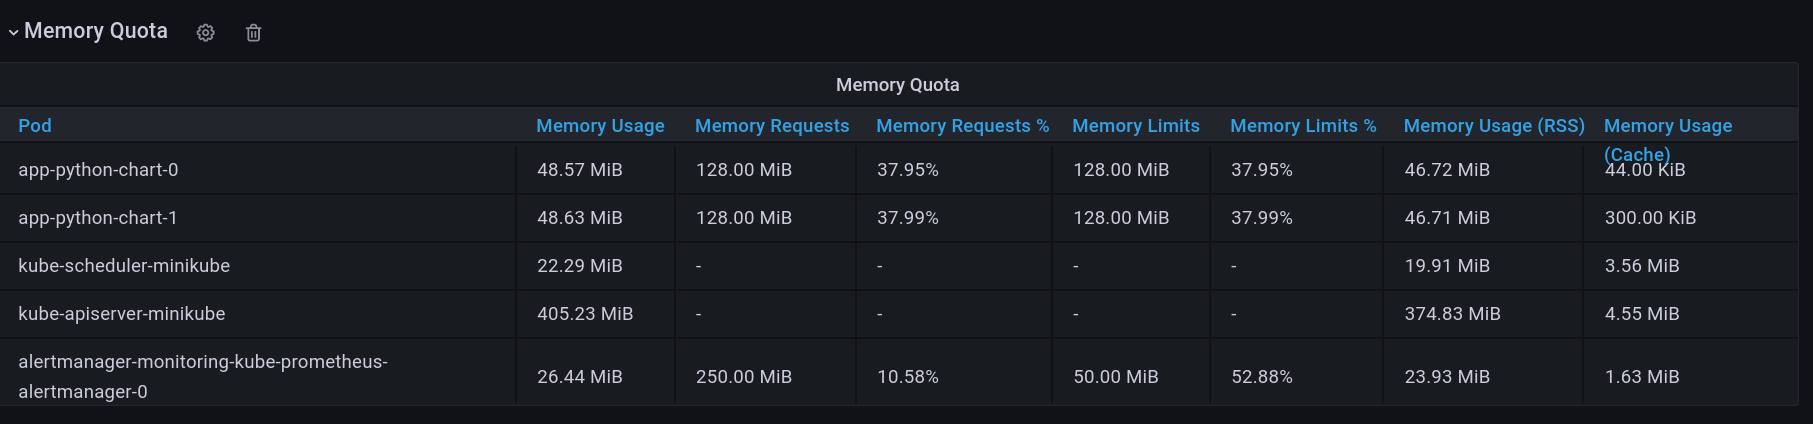 Memory Quota
Memory Quota
Pod Memory Usage Memory Requests Memory Requests % Memory Limits Memory Limits % Memory Usage (RSS) Memory Usage (Cache)
app-python-chart-0 48.57 MiB 128.00 MiB 37.95% 128.00 MiB 37.95% 46.72 MiB 44.00 KiB
app-python-chart-1 48.63 MiB 128.00 MiB 37.99% 128.00 MiB 37.99% 46.71 MiB 300.00 KiB
kube-scheduler-minikube 22.29 MiB - - - - 19.91 MiB 3.56 MiB
kube-apiserver-minikube 405.23 MiB - - - - 374.83 MiB 4.55 MiB
alertmanager-monitoring-kube-prometheus-
alertmanager-0 26.44 MiB 250.00 MiB 10.58% 50.00 MiB 52.88% 23.93 MiB 1.63 MiB